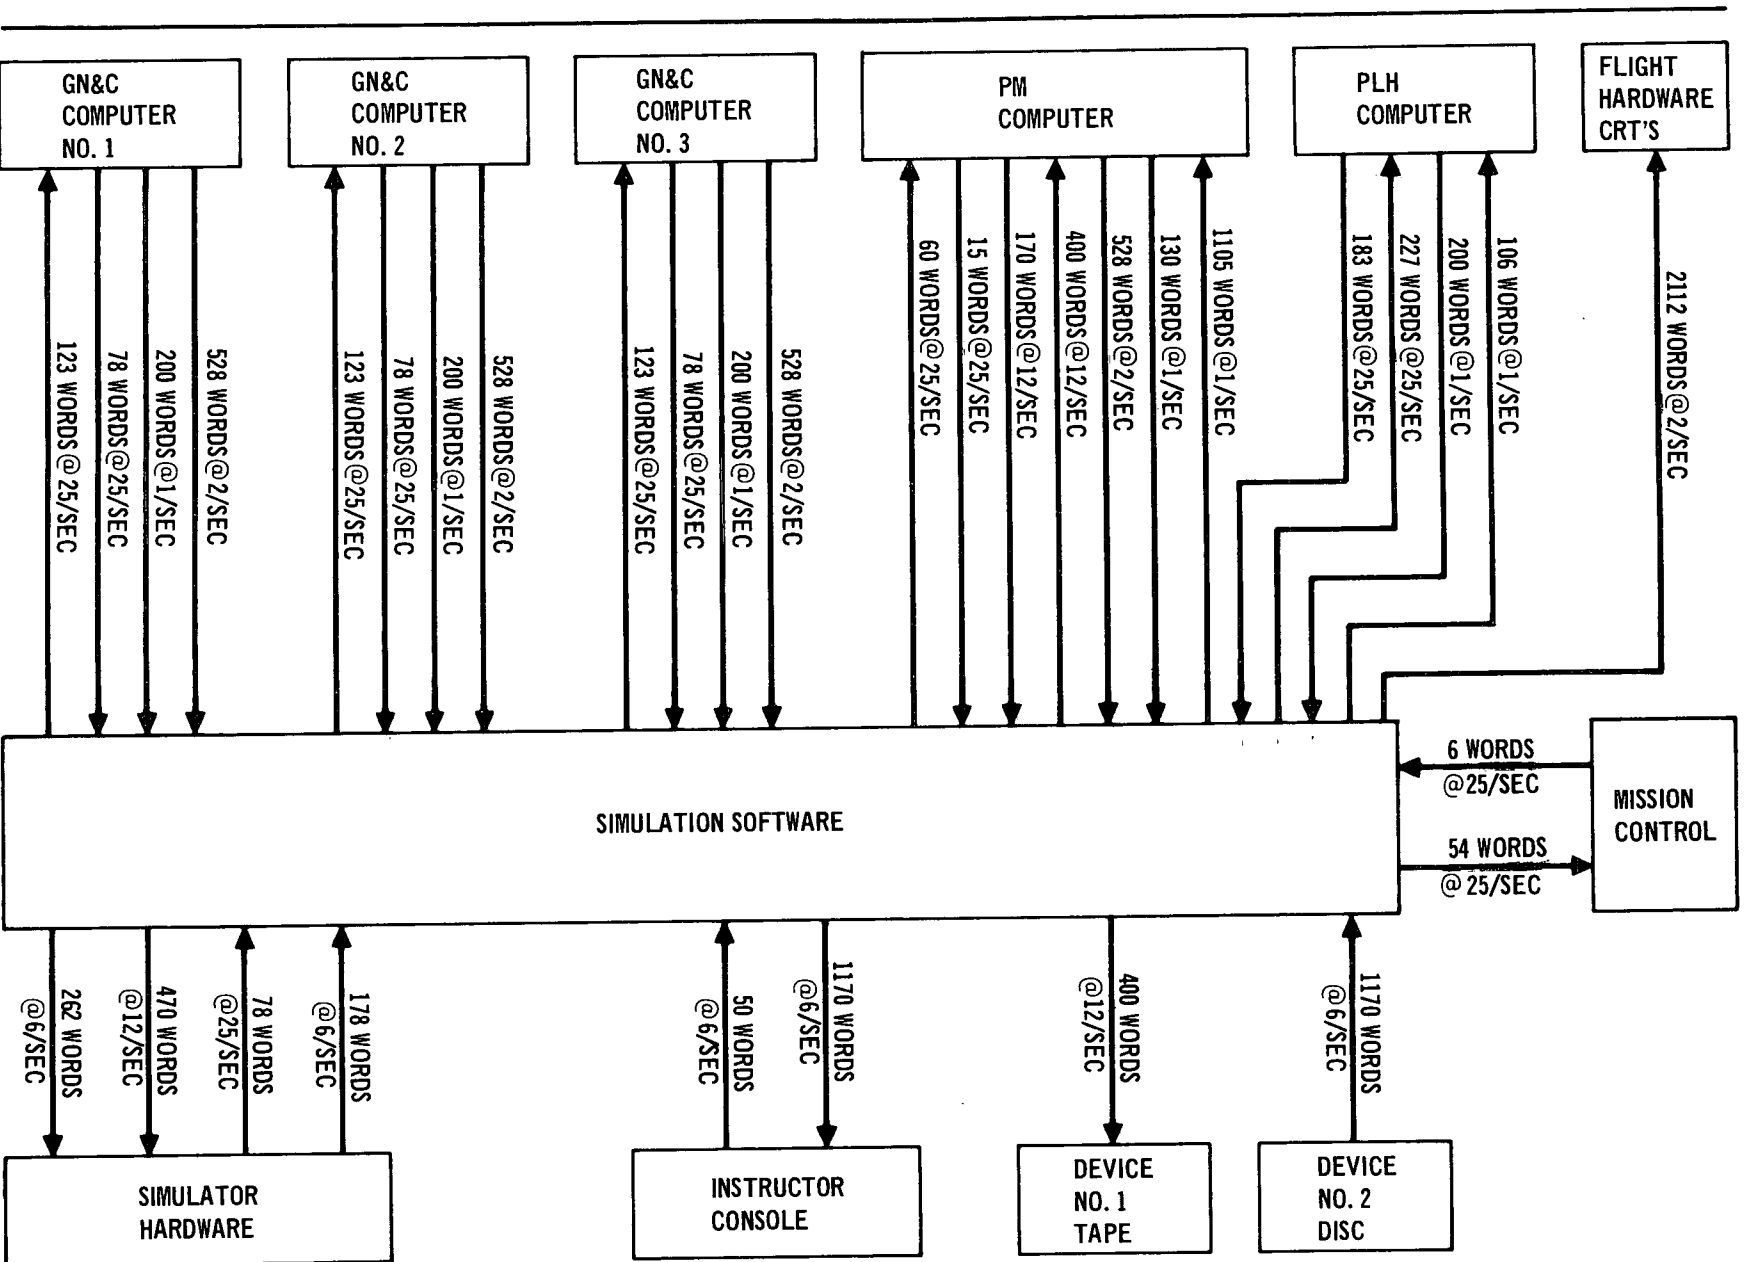 GN&C
COMPUTER
NO. 1
GN&C
COMPUTER
NO. 2
GN&C
COMPUTER
NO. 3
PM
COMPUTER
PLH
COMPUTER
FLIGHT
HARDWARE
CRT'S
123 WORDS@25/SEC
78 WORDS@25/SEC
200 WORDS@1/SEC
528 WORDS@2/SEC
123 WORDS@25/SEC
78 WORDS@25/SEC
200 WORDS@1/SEC
528 WORDS@2/SEC
123 WORDS@25/SEC
78 WORDS@25/SEC
200 WORDS@1/SEC
528 WORDS@2/SEC
60 WORDS@25/SEC
15 WORDS@25/SEC
170 WORDS@12/SEC
400 WORDS@12/SEC
528 WORDS@2/SEC
130 WORDS@1/SEC
1105 WORDS@1/SEC
183 WORDS@25/SEC
227 WORDS@25/SEC
200 WORDS@1/SEC
106 WORDS@1/SEC
2112 WORDS@2/SEC
SIMULATION SOFTWARE
6 WORDS
@25/SEC
54 WORDS
@25/SEC
MISSION
CONTROL
262 WORDS
@6/SEC
470 WORDS
@12/SEC
78 WORDS
@25/SEC
178 WORDS
@6/SEC
50 WORDS
@6/SEC
1170 WORDS
@6/SEC
400 WORDS
@12/SEC
1170 WORDS
@6/SEC
SIMULATOR
HARDWARE
INSTRUCTOR
CONSOLE
DEVICE
NO. 1
TAPE
DEVICE
NO. 2
DISC